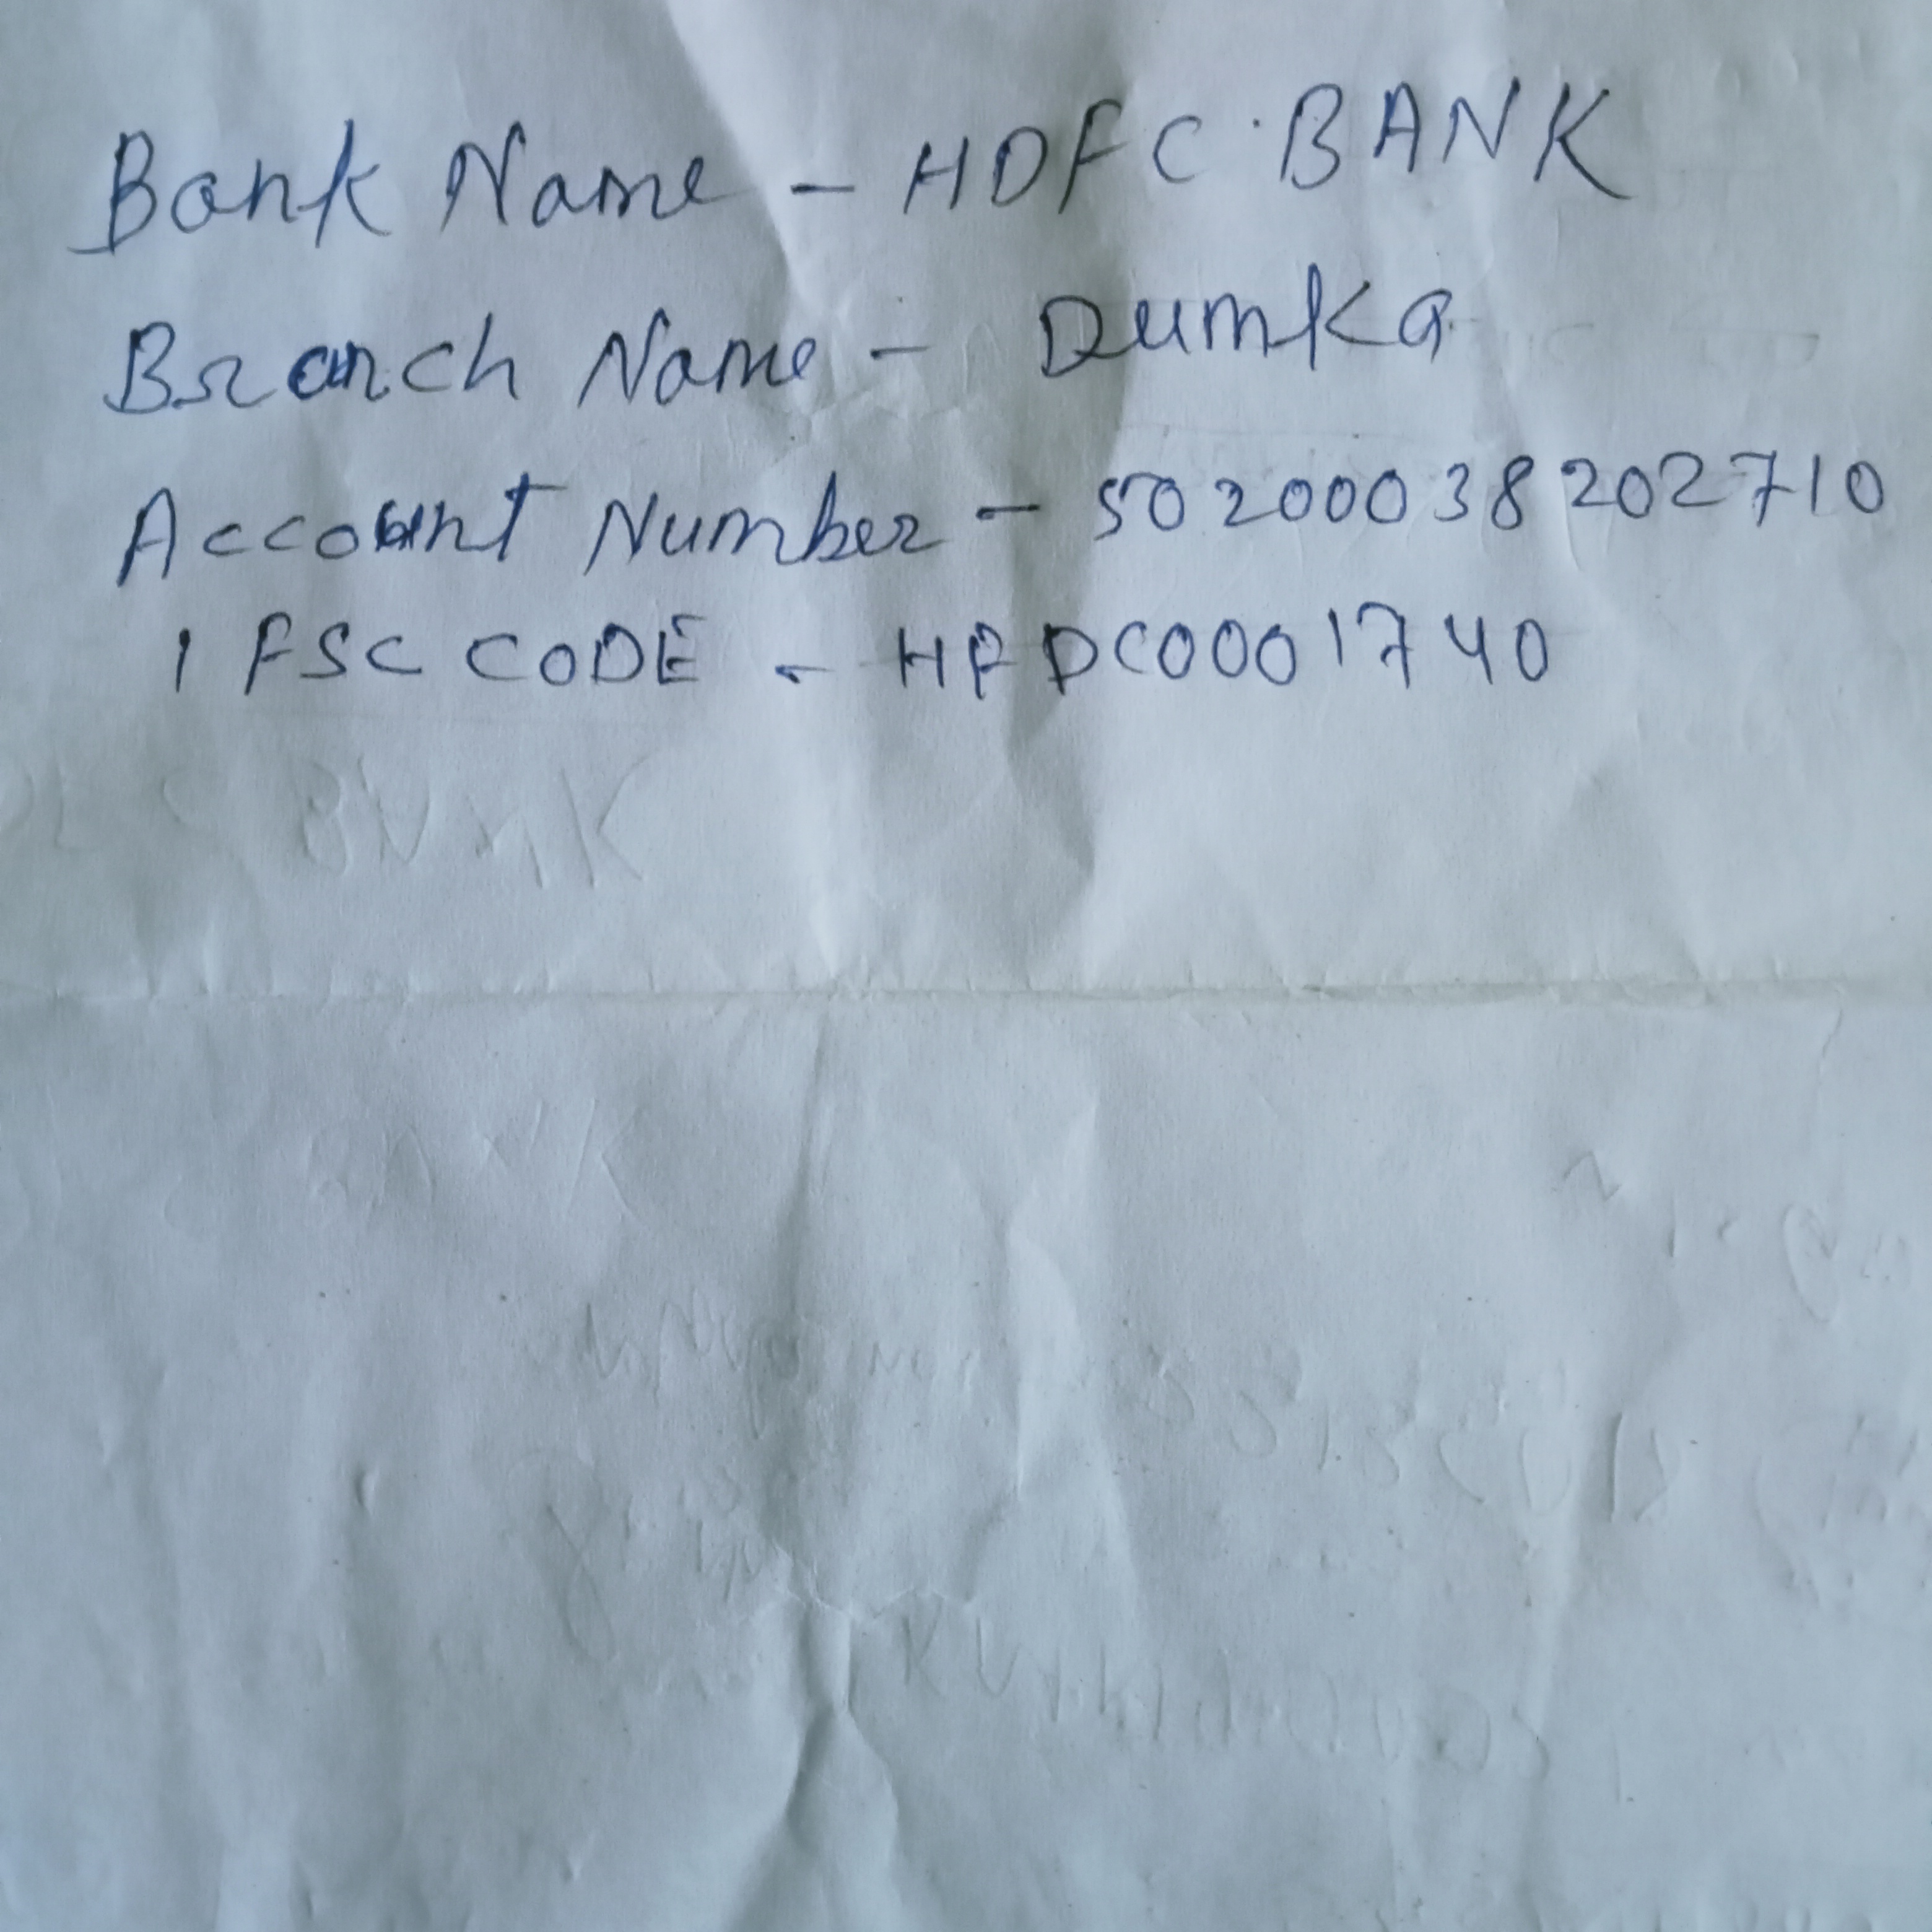 Bank Name - HDFC BANK
Branch Name - Dumka
Account Number - 50200038202710
IFSC CODE - HFDC0001740